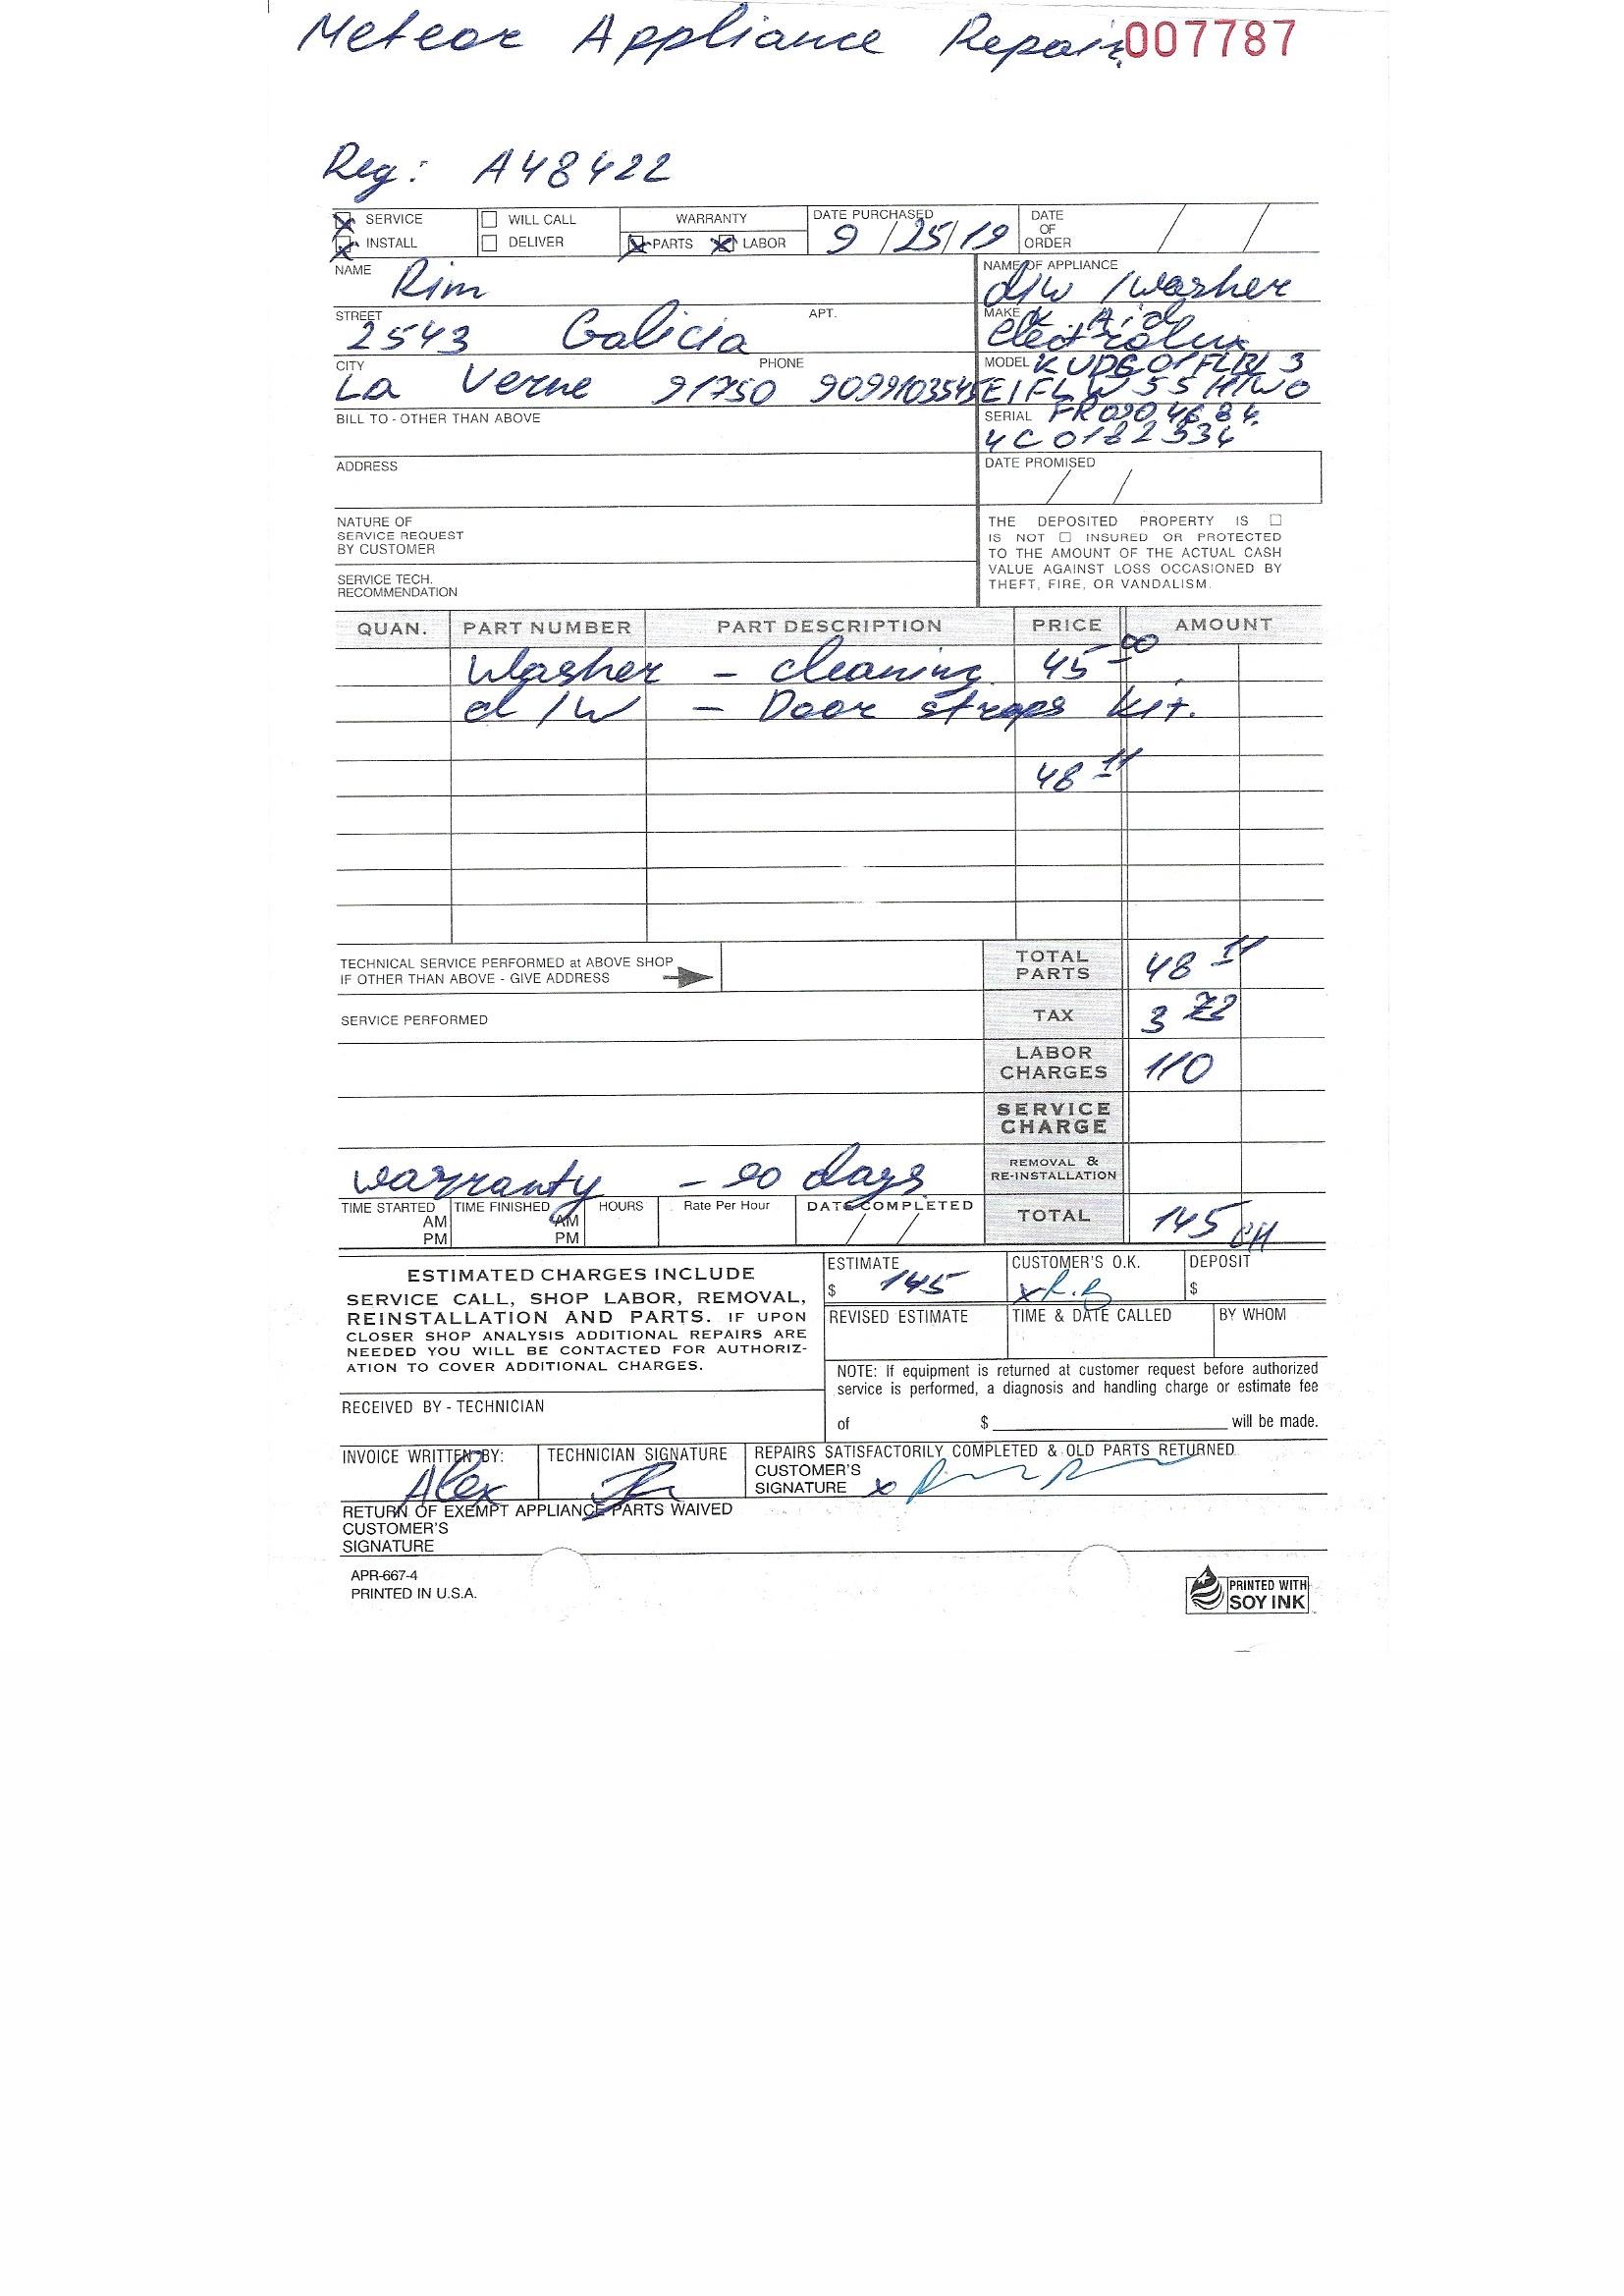 Meteor Appliance Repair 007787
Reg: A48422
SERVICE WILL CALL WARRANTY DATE PURCHASED 9/25/19 DATE OF ORDER / /
INSTALL DELIVER PARTS LABOR
NAME Rim
NAME OF APPLIANCE d/w / washer
STREET 2543 Galicia APT.
MAKE K Aid
electrolux
CITY La Verne 91750 PHONE 9099103545
MODEL
EIFLW55HIW0
BILL TO - OTHER THAN ABOVE
SERIAL FR0904684
4C0182534
ADDRESS
DATE PROMISED / /
NATURE OF
SERVICE REQUEST
BY CUSTOMER
SERVICE TECH.
RECOMMENDATION
THE DEPOSITED PROPERTY IS
IS NOT INSURED OR PROTECTED
TO THE AMOUNT OF THE ACTUAL CASH
VALUE AGAINST LOSS OCCASIONED BY
THEFT, FIRE, OR VANDALISM.
QUAN. PART NUMBER PART DESCRIPTION PRICE AMOUNT
Washer - cleaning 45 00
d/w - Door straps kit.
48 11
TECHNICAL SERVICE PERFORMED at ABOVE SHOP
IF OTHER THAN ABOVE - GIVE ADDRESS
TOTAL PARTS 48 11
SERVICE PERFORMED
TAX 3
LABOR CHARGES 110
SERVICE CHARGE
REMOVAL & RE-INSTALLATION
warranty - 90 days
TIME STARTED AM PM TIME FINISHED AM PM HOURS Rate Per Hour DATE COMPLETED / /
TOTAL 145
ESTIMATED CHARGES INCLUDE
SERVICE CALL, SHOP LABOR, REMOVAL,
REINSTALLATION AND PARTS. IF UPON
CLOSER SHOP ANALYSIS ADDITIONAL REPAIRS ARE
NEEDED YOU WILL BE CONTACTED FOR AUTHORIZ-
ATION TO COVER ADDITIONAL CHARGES.
ESTIMATE $ 145 CUSTOMER'S O.K. x R.B DEPOSIT $
REVISED ESTIMATE TIME & DATE CALLED BY WHOM
NOTE: If equipment is returned at customer request before authorized
service is performed, a diagnosis and handling charge or estimate fee
of $ will be made.
RECEIVED BY - TECHNICIAN
INVOICE WRITTEN BY: Alex TECHNICIAN SIGNATURE
REPAIRS SATISFACTORILY COMPLETED & OLD PARTS RETURNED
CUSTOMER'S
SIGNATURE x
RETURN OF EXEMPT APPLIANCE PARTS WAIVED
CUSTOMER'S
SIGNATURE
APR-667-4
PRINTED IN U.S.A.
PRINTED WITH
SOY INK